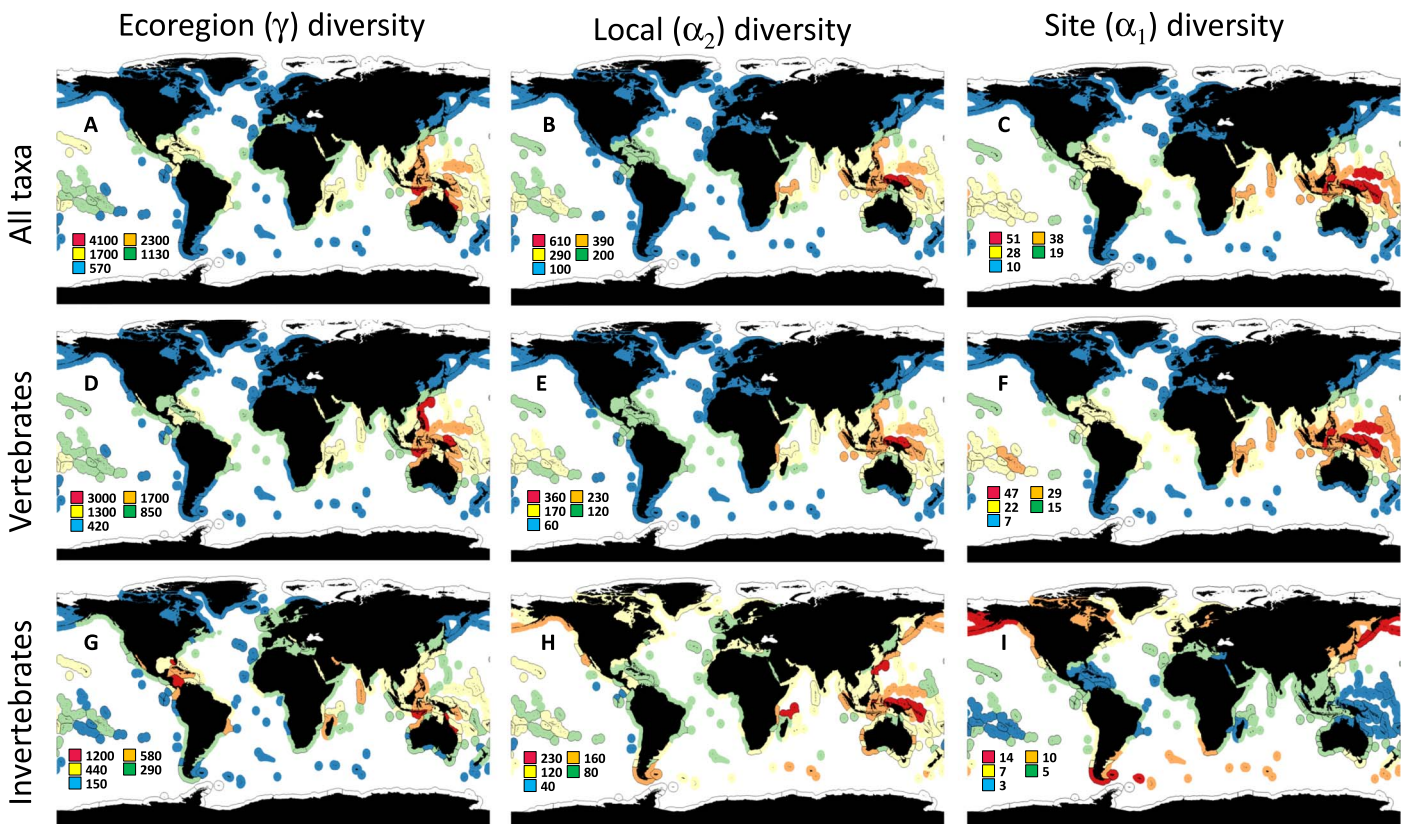 Ecoregion (γ) diversity
Local (α2) diversity
Site (α1) diversity
All taxa
A
4100 2300
1700 1130
570
B
610 390
290 200
100
C
51 38
28 19
10
Vertebrates
D
3000 1700
1300 850
420
E
360 230
170 120
60
F
47 29
22 15
7
Invertebrates
G
1200 580
440 290
150
H
230 160
120 80
40
I
14 10
7 5
3